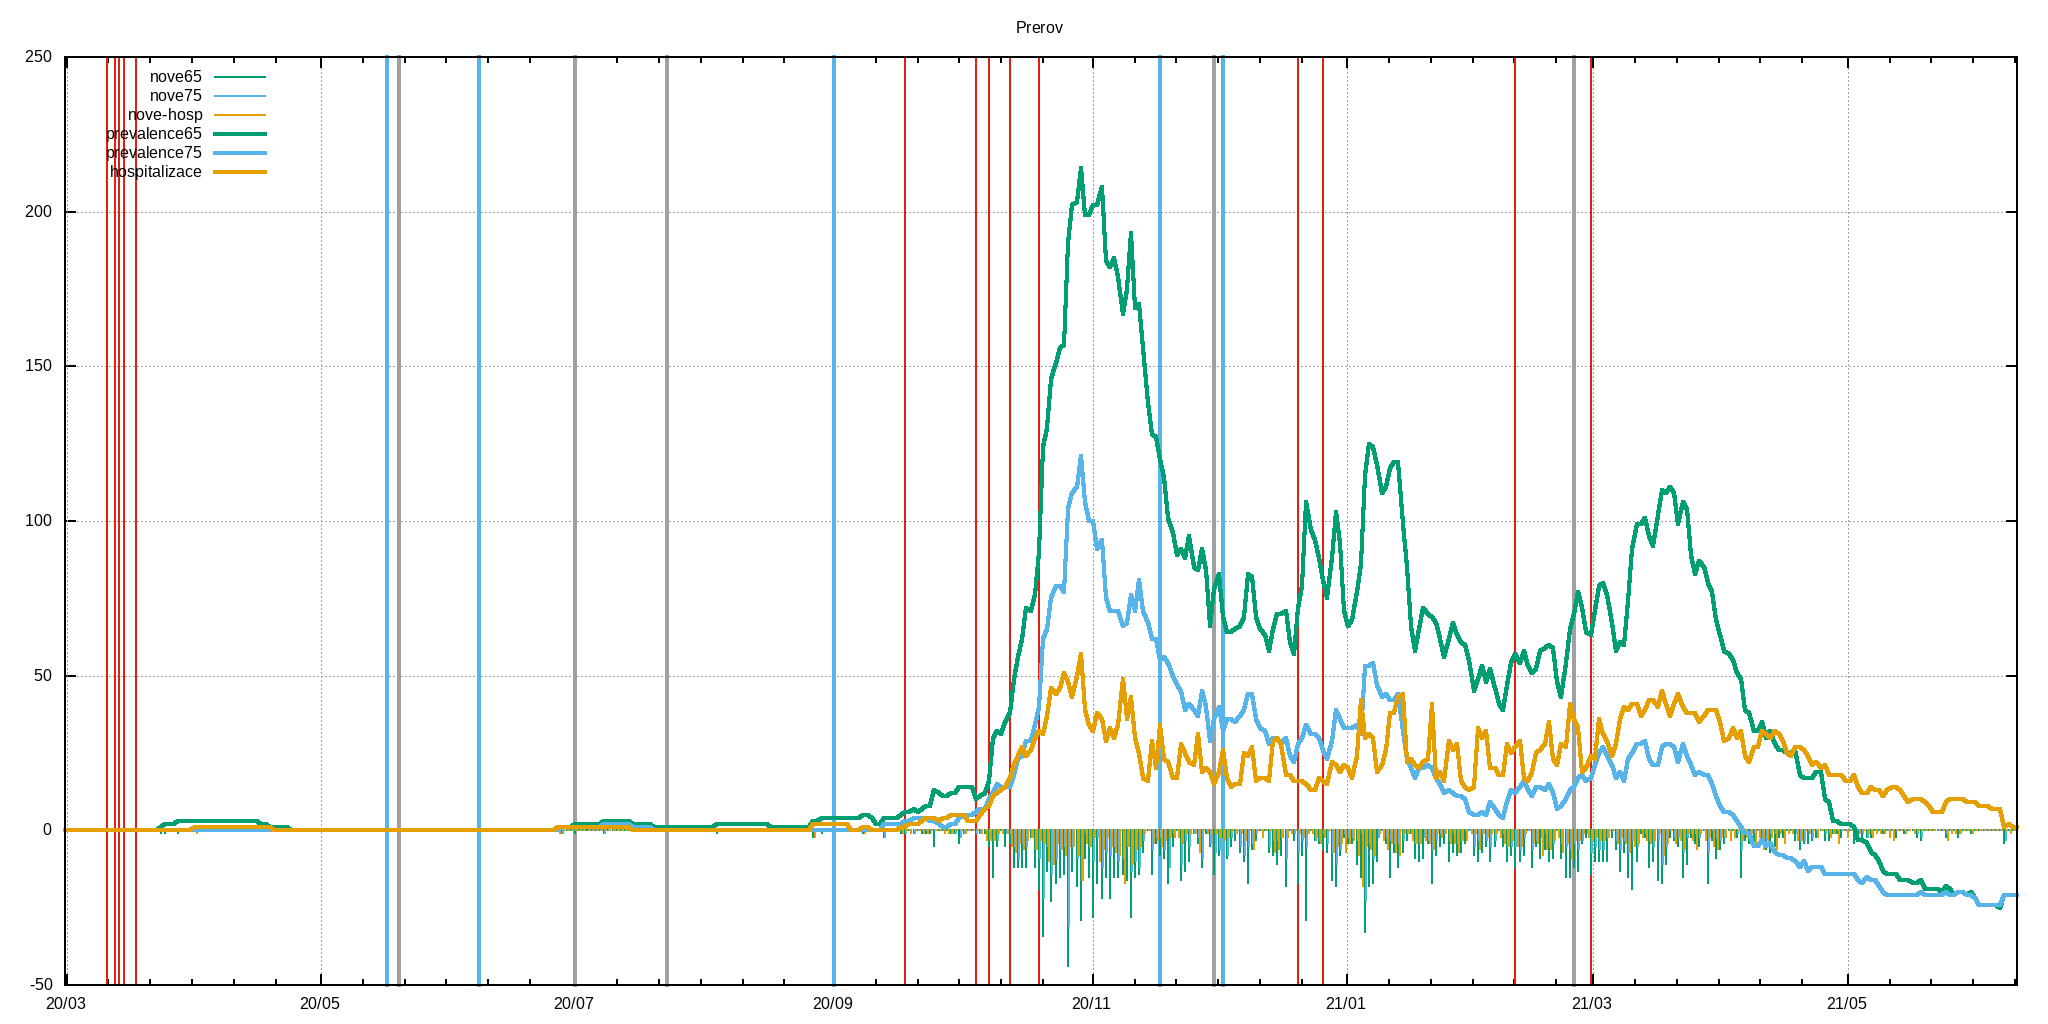 Prerov
250
nove65
nove75
nove-hosp
prevalence65
prevalence75
hospitalizace
200
150
100
50
0
-50
20/03 20/05 20/07 20/09 20/11 21/01 21/03 21/05